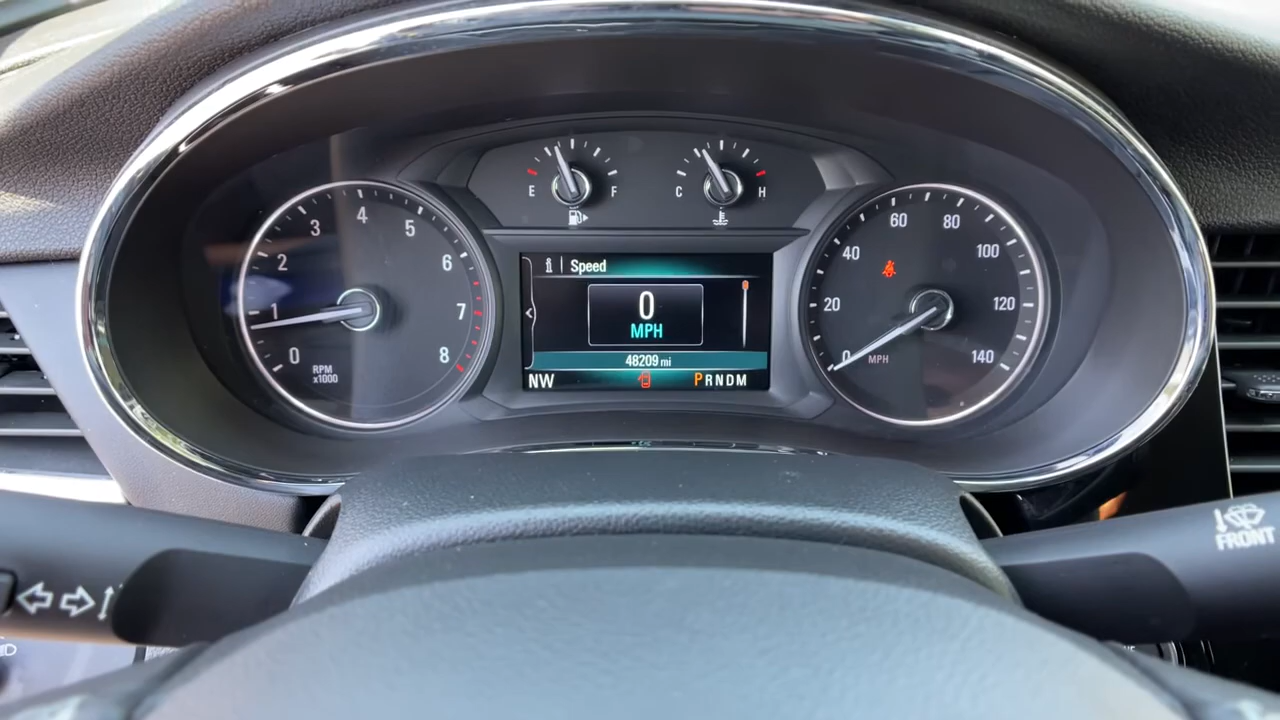 E F
C H
0 1 2 3 4 5 6 7 8
RPM
x1000
i Speed
0
MPH
48209 mi
NW
PRNDM
0 20 40 60 80 100 120 140
MPH
FRONT